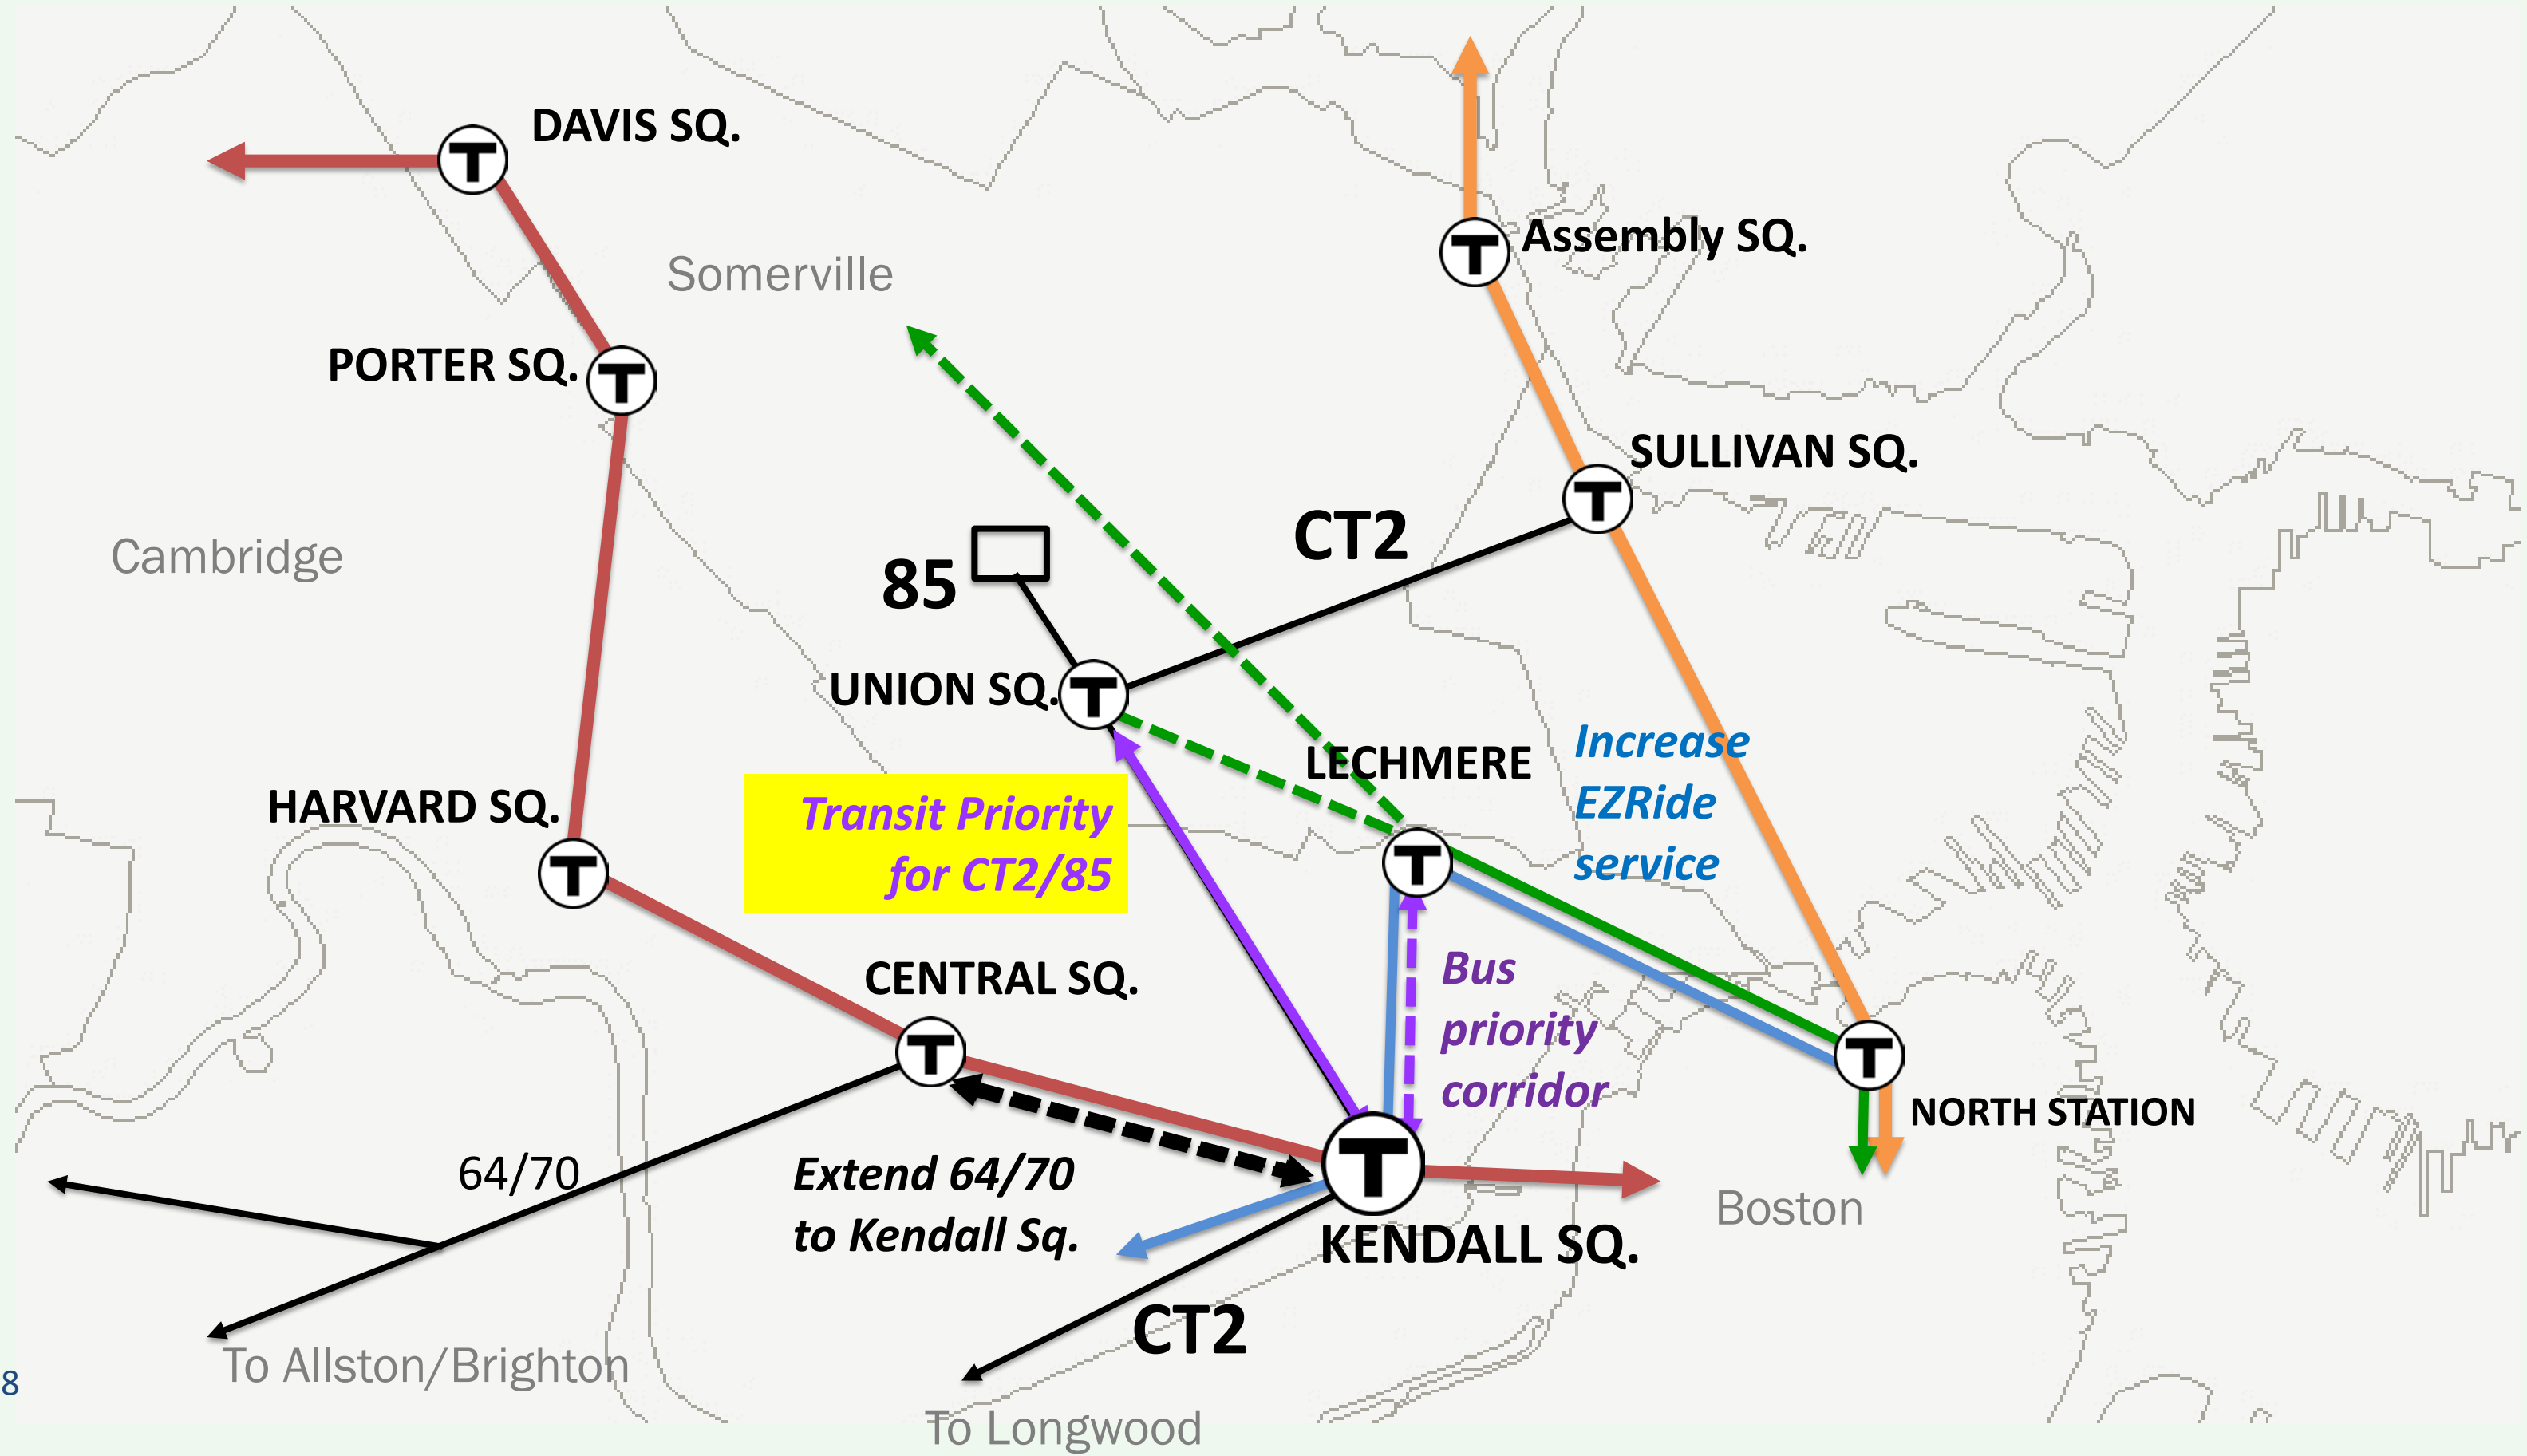 DAVIS SQ.
T
Assembly SQ.
T
Somerville
PORTER SQ.
T
SULLIVAN SQ.
T
CT2
Cambridge
85
UNION SQ.
T
LECHMERE
T
Increase
EZRide
service
HARVARD SQ.
T
Transit Priority
for CT2/85
CENTRAL SQ.
T
Bus
priority
corridor
T
NORTH STATION
64/70
Extend 64/70
to Kendall Sq.
T
KENDALL SQ.
Boston
CT2
To Allston/Brighton
8
To Longwood